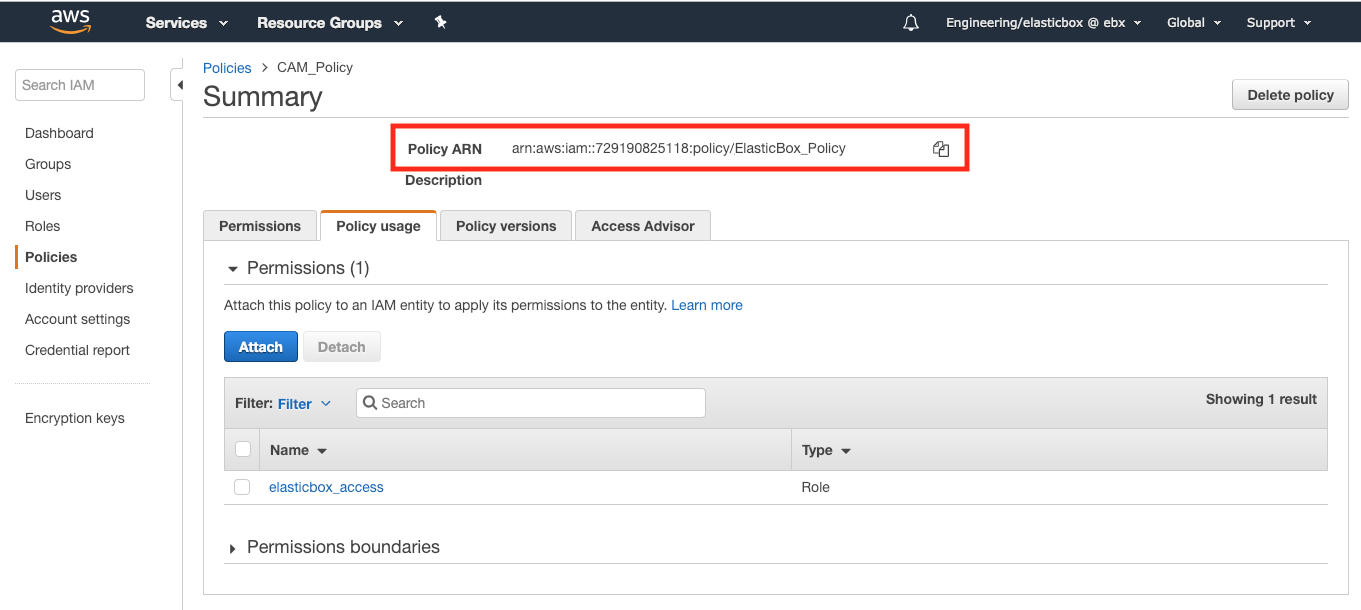 aws Services Resource Groups Engineering/elasticbox @ ebx Global Support
Search IAM
Dashboard
Groups
Users
Roles
Policies
Identity providers
Account settings
Credential report
Encryption keys
Policies > CAM_Policy
Summary
Delete policy
Policy ARN arn:aws:iam::729190825118:policy/ElasticBox_Policy
Description
Permissions Policy usage Policy versions Access Advisor
Permissions (1)
Attach this policy to an IAM entity to apply its permissions to the entity. Learn more
Attach Detach
Filter: Filter Search Showing 1 result
Name Type
elasticbox_access Role
Permissions boundaries